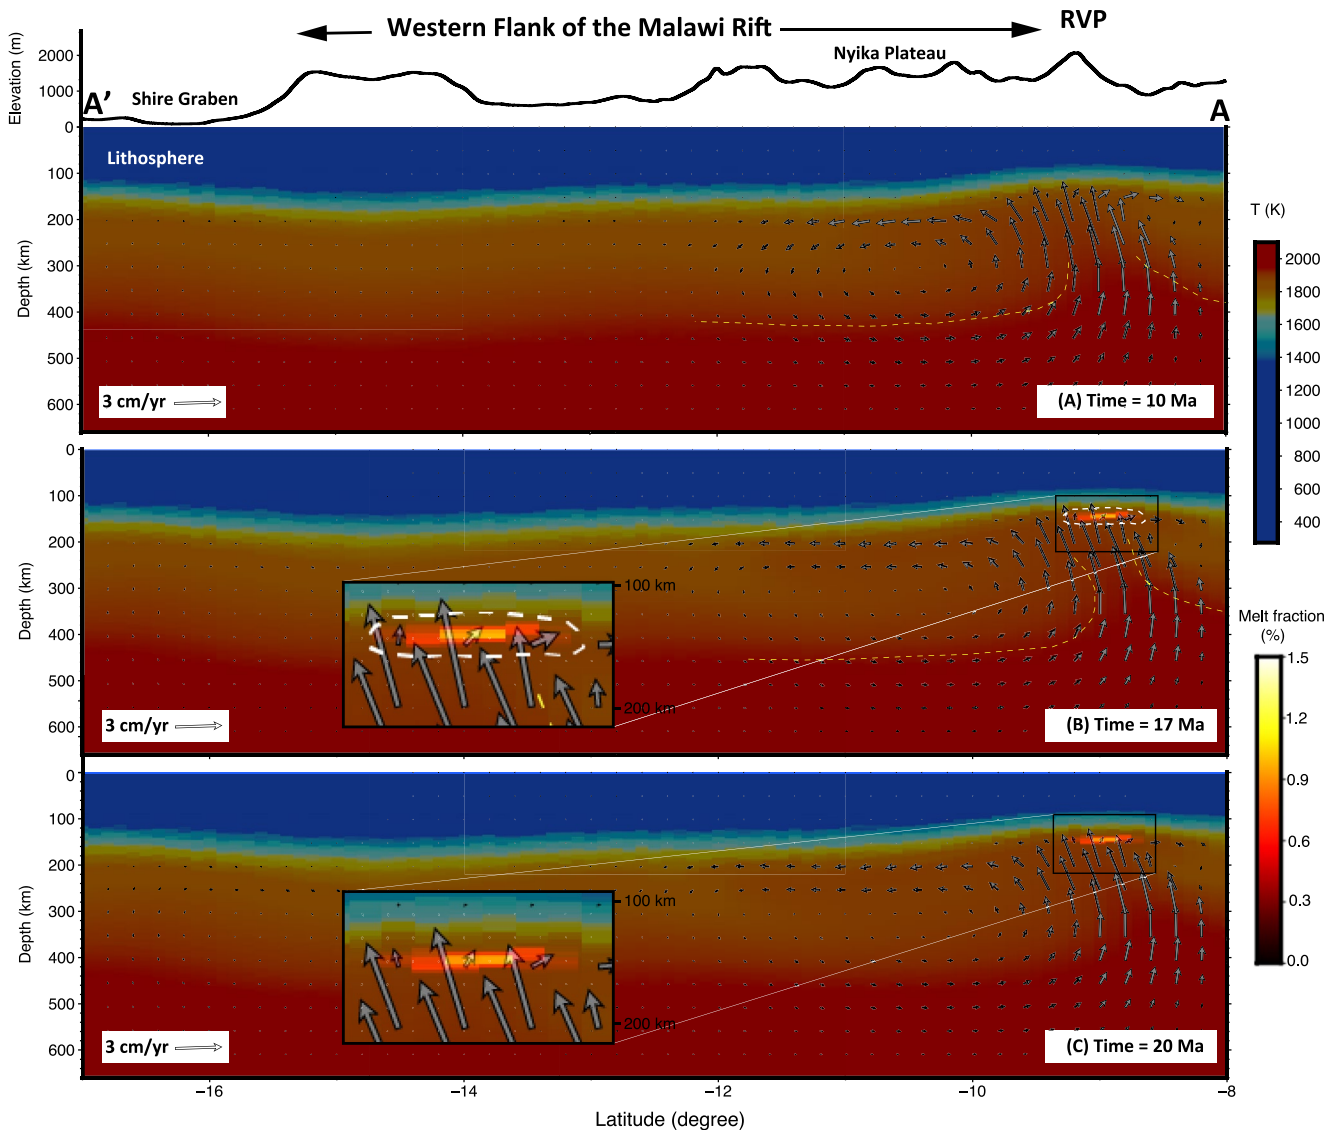 Western Flank of the Malawi Rift
RVP
Elevation (m)
2000
1000
0
A’
Shire Graben
Nyika Plateau
A
Lithosphere
Depth (km)
100
200
300
400
500
600
3 cm/yr
(A) Time = 10 Ma
T (K)
2000
1800
1600
1400
1200
1000
800
600
400
Depth (km)
0
100
200
300
400
500
600
100 km
200 km
3 cm/yr
(B) Time = 17 Ma
Melt fraction
(%)
1.5
1.2
0.9
0.6
0.3
0.0
Depth (km)
0
100
200
300
400
500
600
100 km
200 km
3 cm/yr
(C) Time = 20 Ma
−16
−14
−12
−10
−8
Latitude (degree)